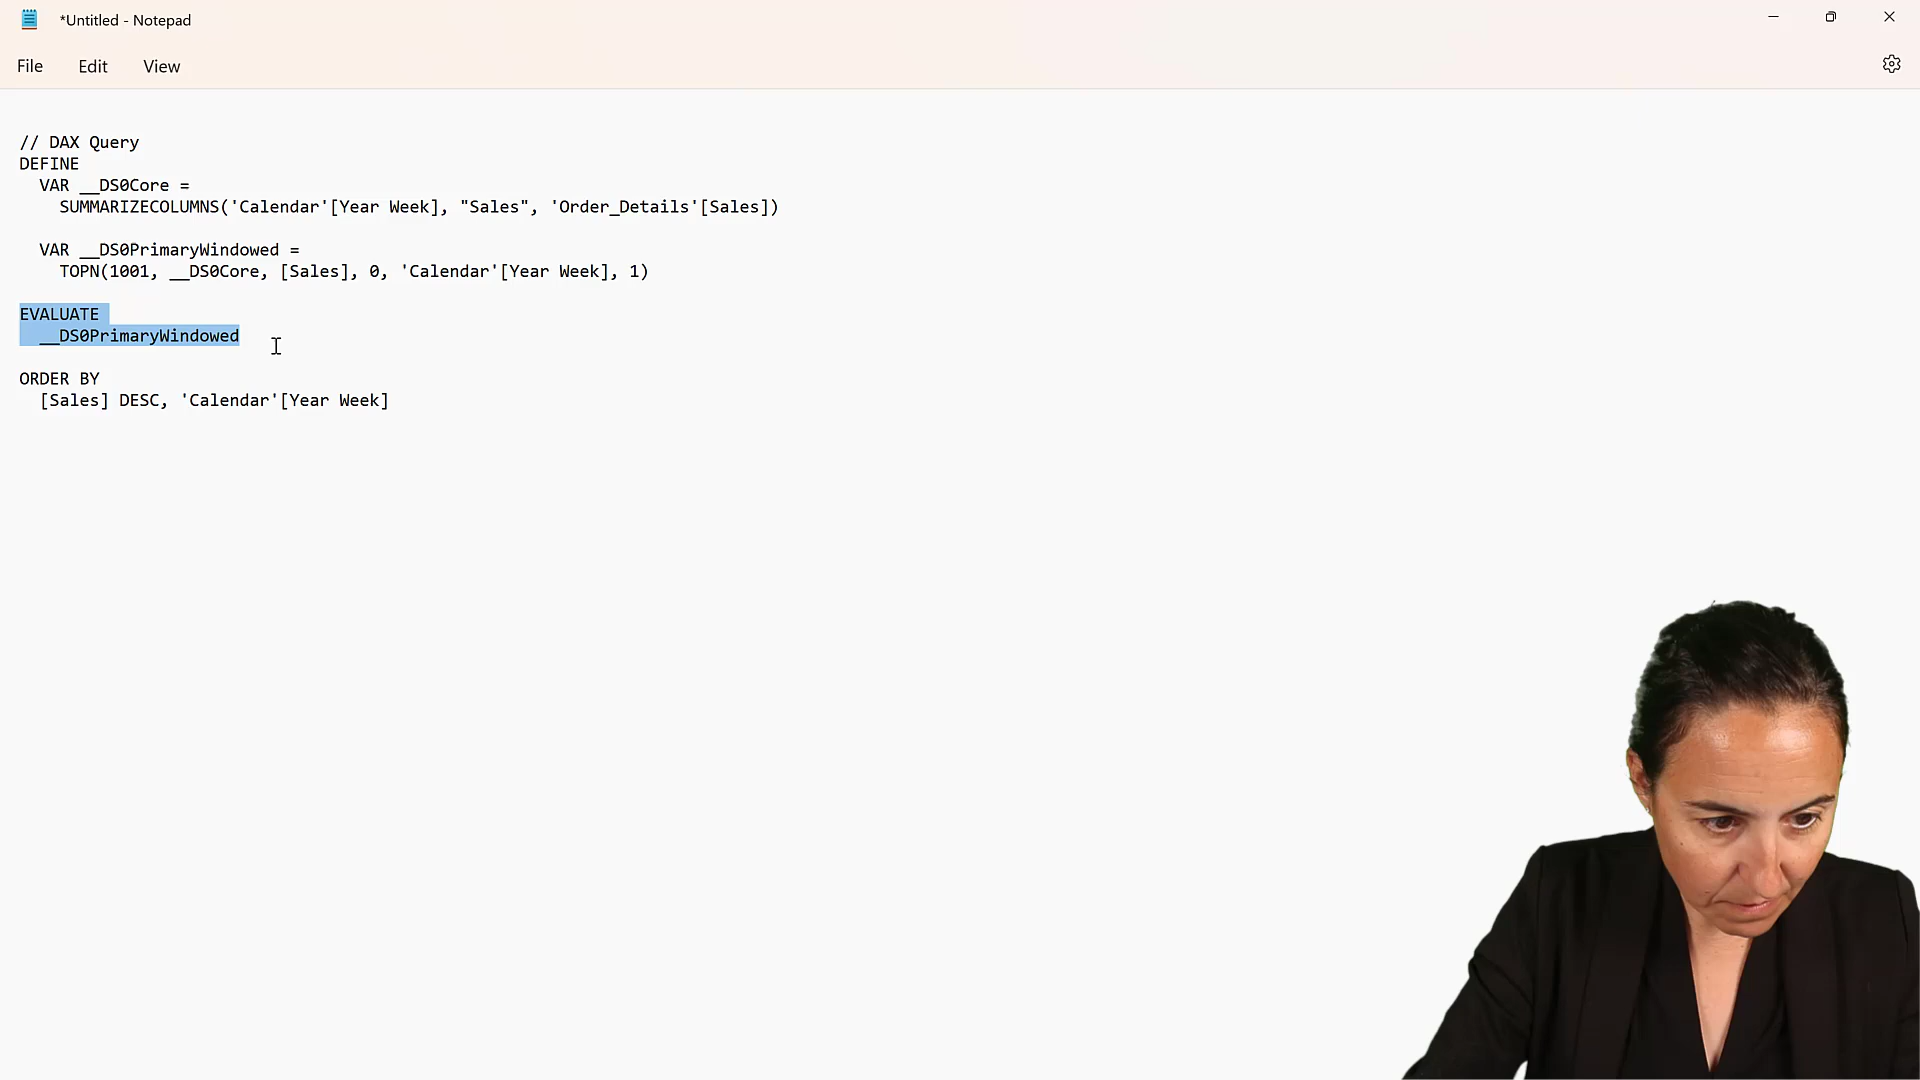 *Untitled - Notepad
File Edit View
// DAX Query
DEFINE
VAR __DS0Core =
SUMMARIZECOLUMNS('Calendar'[Year Week], "Sales", 'Order_Details'[Sales])
VAR __DS0PrimaryWindowed =
TOPN(1001, __DS0Core, [Sales], 0, 'Calendar'[Year Week], 1)
EVALUATE
__DS0PrimaryWindowed
ORDER BY
[Sales] DESC, 'Calendar'[Year Week]